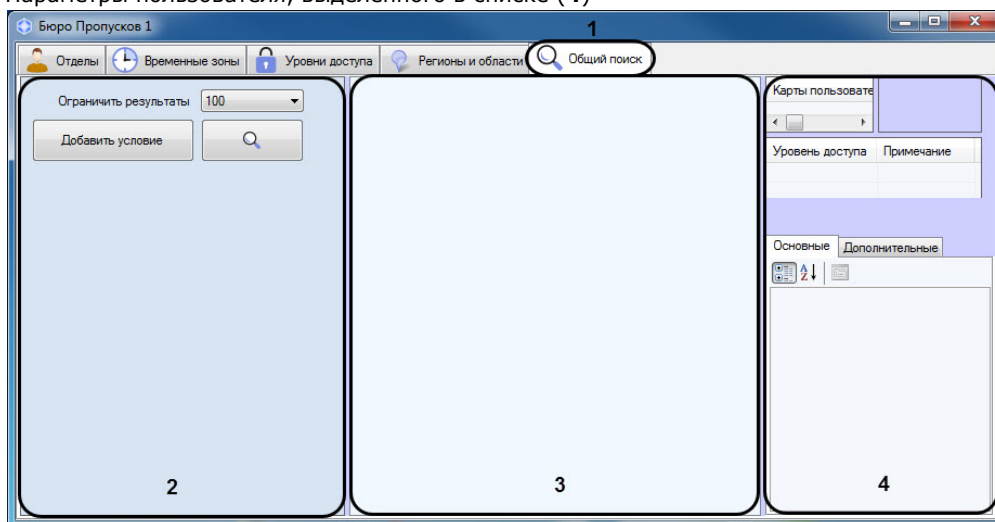 Параметры пользователя, выделенного в списке (4)
Бюро Пропусков 1
1
Отделы Временные зоны Уровни доступа Регионы и области Общий поиск
Ограничить результаты 100
Добавить условие
Карты пользовате
Уровень доступа Примечание
Основные Дополнительные
2
3
4